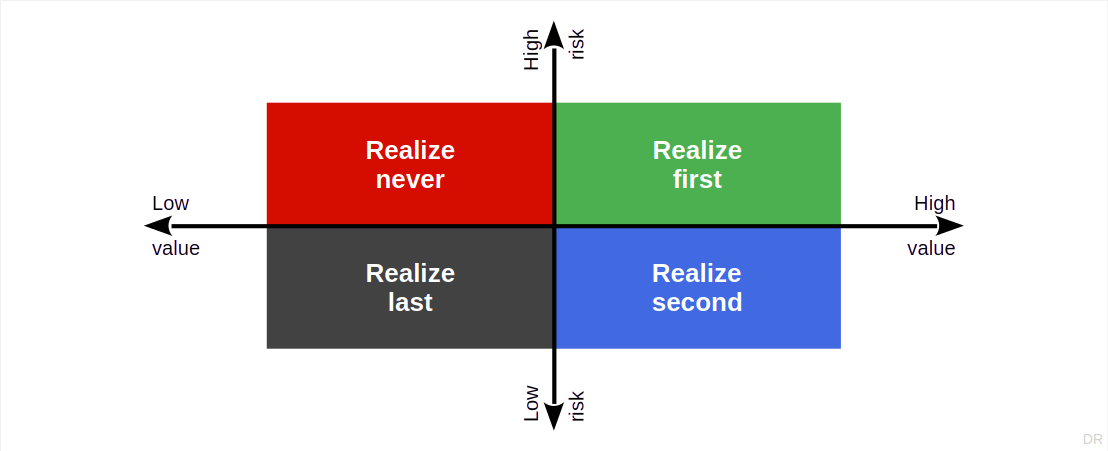 High
risk
Realize
never
Realize
first
Low
value
High
value
Realize
last
Realize
second
Low
risk
DR